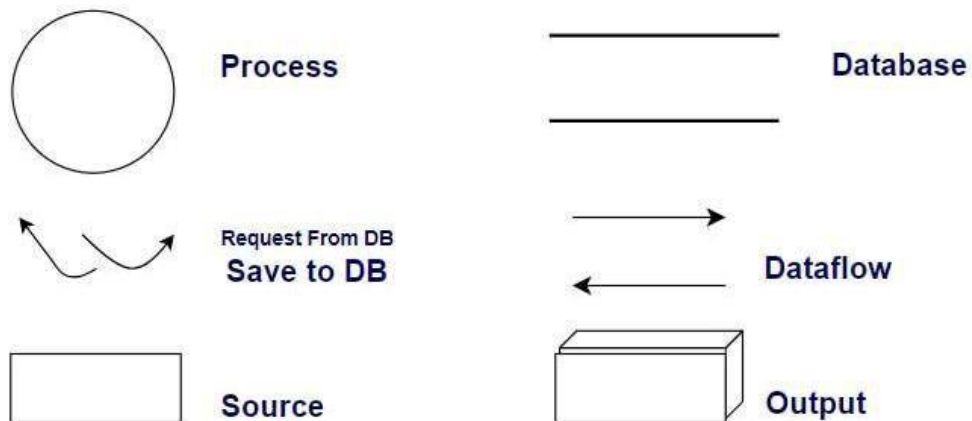 Process
Database
Request From DB
Save to DB
Dataflow
Source
Output